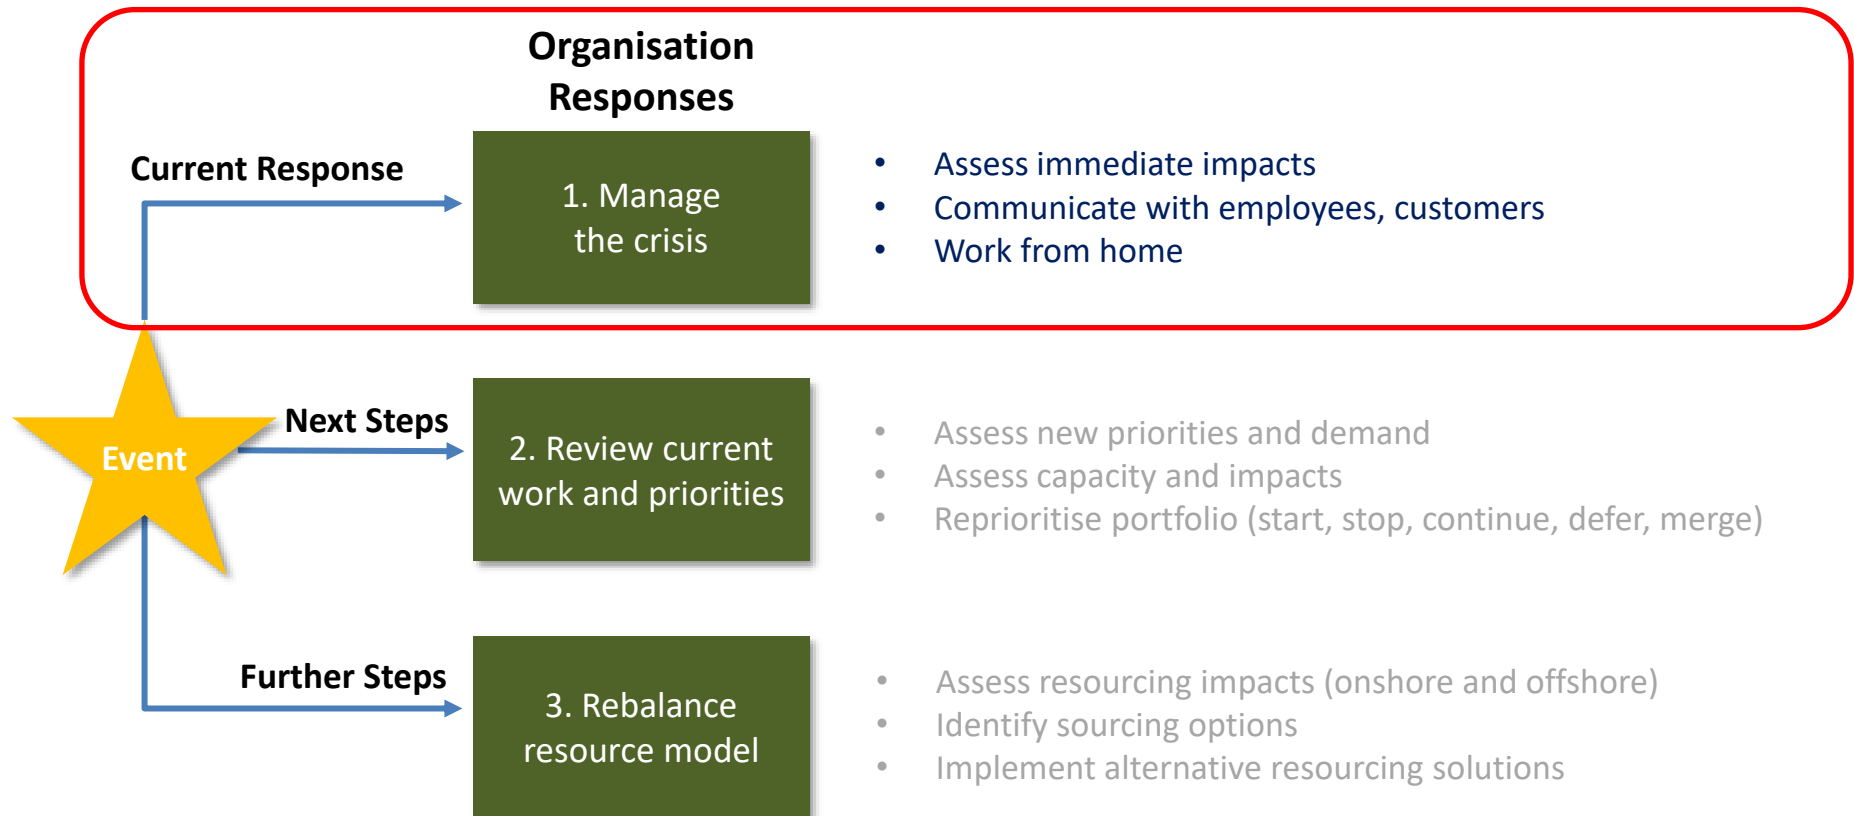 Organisation
Responses
Current Response
1. Manage
the crisis
• Assess immediate impacts
• Communicate with employees, customers
• Work from home
Event
Next Steps
2. Review current
work and priorities
• Assess new priorities and demand
• Assess capacity and impacts
• Reprioritise portfolio (start, stop, continue, defer, merge)
Further Steps
3. Rebalance
resource model
• Assess resourcing impacts (onshore and offshore)
• Identify sourcing options
• Implement alternative resourcing solutions